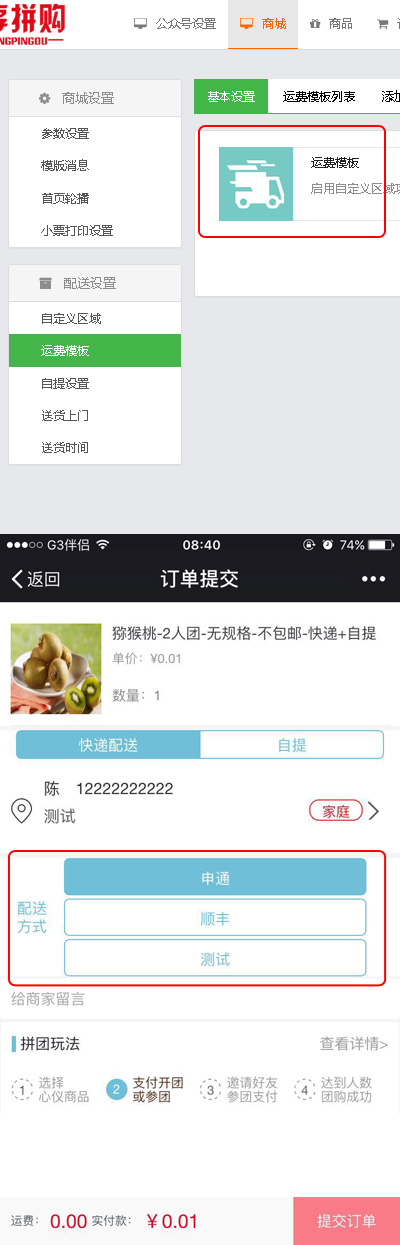 享拼购
NGPINGOU
公众号设置
商城
商品
商城设置
参数设置
模版消息
首页轮播
小票打印设置
配送设置
自定义区域
运费模板
自提设置
送货上门
送货时间
基本设置
运费模板列表
添加
运费模板
启用自定义区域
G3伴侣
08:40
74%
返回
订单提交
猕猴桃-2人团-无规格-不包邮-快递+自提
单价：¥0.01
数量：1
快递配送
自提
陈 12222222222
测试
家庭
配送
方式
申通
顺丰
测试
给商家留言
拼团玩法
查看详情>
1
选择
心仪商品
2
支付开团
或参团
3
邀请好友
参团支付
4
达到人数
团购成功
运费： 0.00 实付款： ￥0.01
提交订单